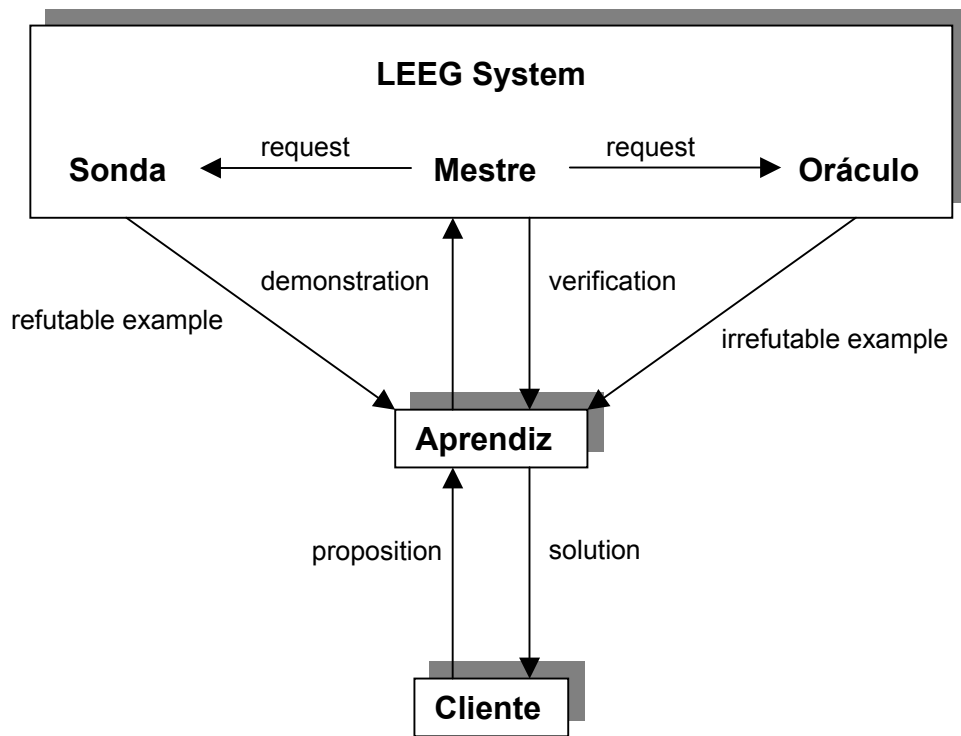 LEEG System
request
request
Sonda
Mestre
Oráculo
demonstration
verification
refutable example
irrefutable example
Aprendiz
proposition
solution
Cliente